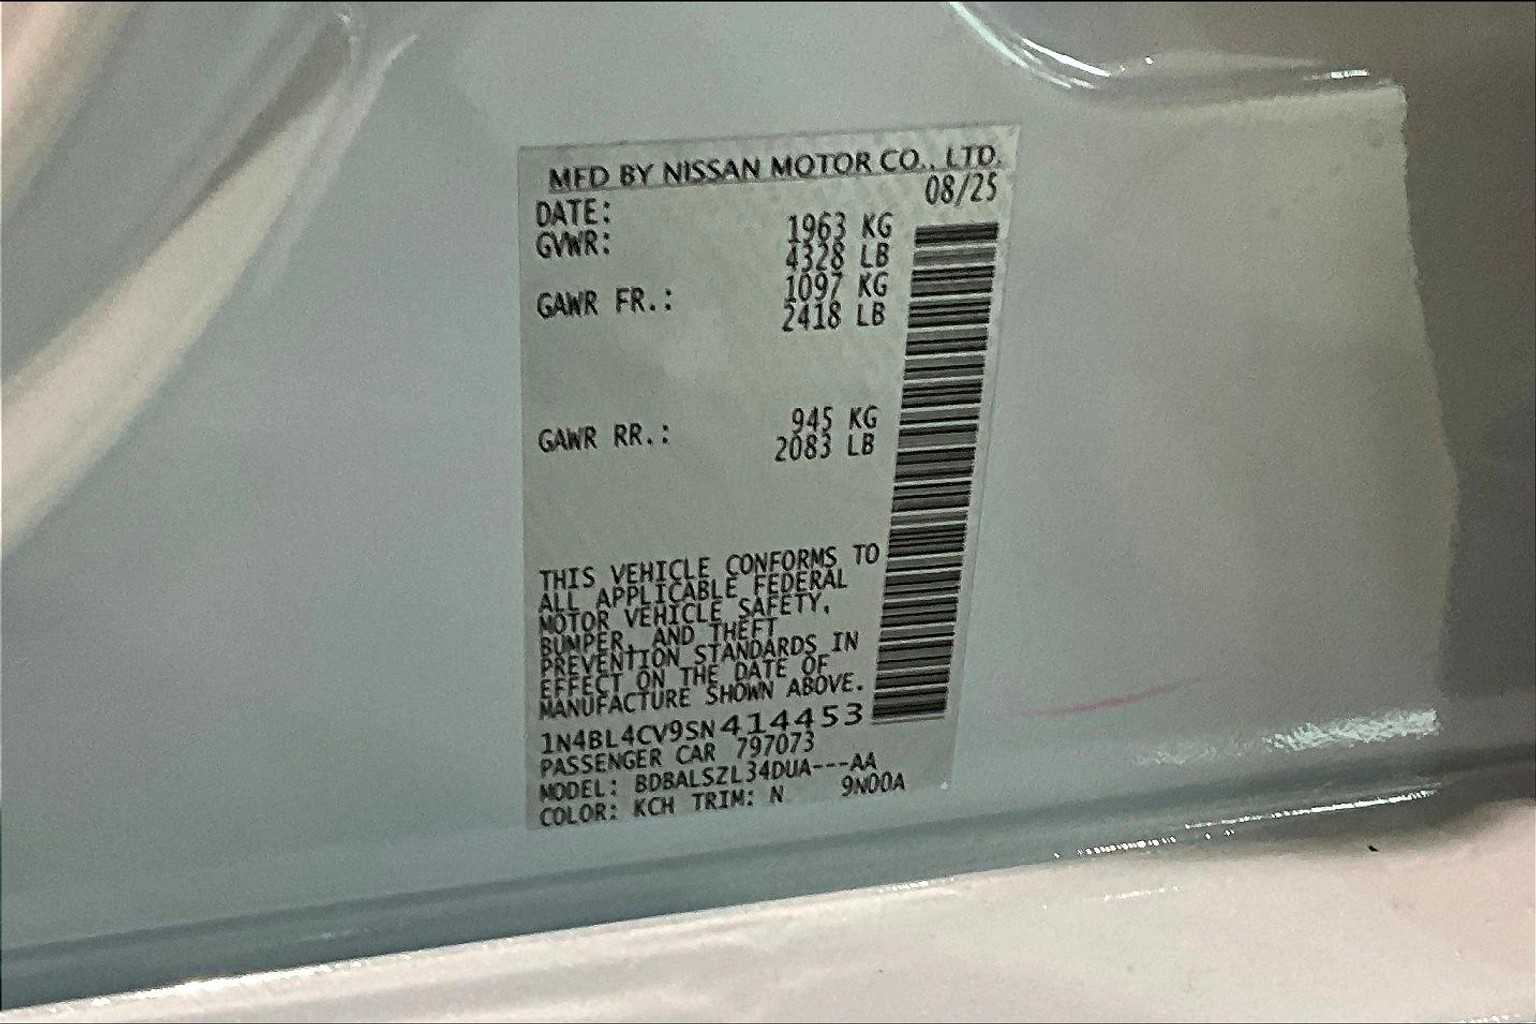 MFD BY NISSAN MOTOR CO., LTD.
DATE: 08/25
GVWR: 1963 KG
4328 LB
GAWR FR.: 1097 KG
2418 LB
GAWR RR.: 945 KG
2083 LB
THIS VEHICLE CONFORMS TO
ALL APPLICABLE FEDERAL
MOTOR VEHICLE SAFETY,
BUMPER, AND THEFT
PREVENTION STANDARDS IN
EFFECT ON THE DATE OF
MANUFACTURE SHOWN ABOVE.
1N4BL4CV9SN414453
PASSENGER CAR 797073
MODEL: BDBALSZL34DUA---AA
COLOR: KCH TRIM: N 9N00A